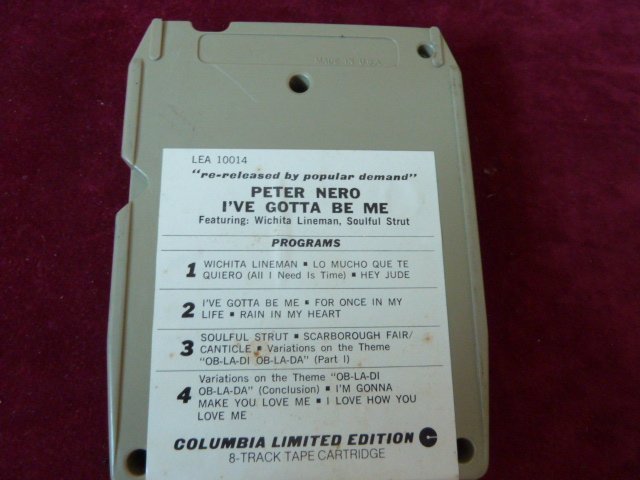 MADE IN U.S.A.
LEA 10014
"re-released by popular demand"
PETER NERO
I'VE GOTTA BE ME
Featuring: Wichita Lineman, Soulful Strut
PROGRAMS
1 WICHITA LINEMAN ▪ LO MUCHO QUE TE
QUIERO (All I Need Is Time) ▪ HEY JUDE
2 I'VE GOTTA BE ME ▪ FOR ONCE IN MY
LIFE ▪ RAIN IN MY HEART
3 SOULFUL STRUT ▪ SCARBOROUGH FAIR/
CANTICLE ▪ Variations on the Theme
"OB-LA-DI OB-LA-DA" (Part I)
4 Variations on the Theme "OB-LA-DI
OB-LA-DA" (Conclusion) ▪ I'M GONNA
MAKE YOU LOVE ME ▪ I LOVE HOW YOU
LOVE ME
COLUMBIA LIMITED EDITION
8-TRACK TAPE CARTRIDGE